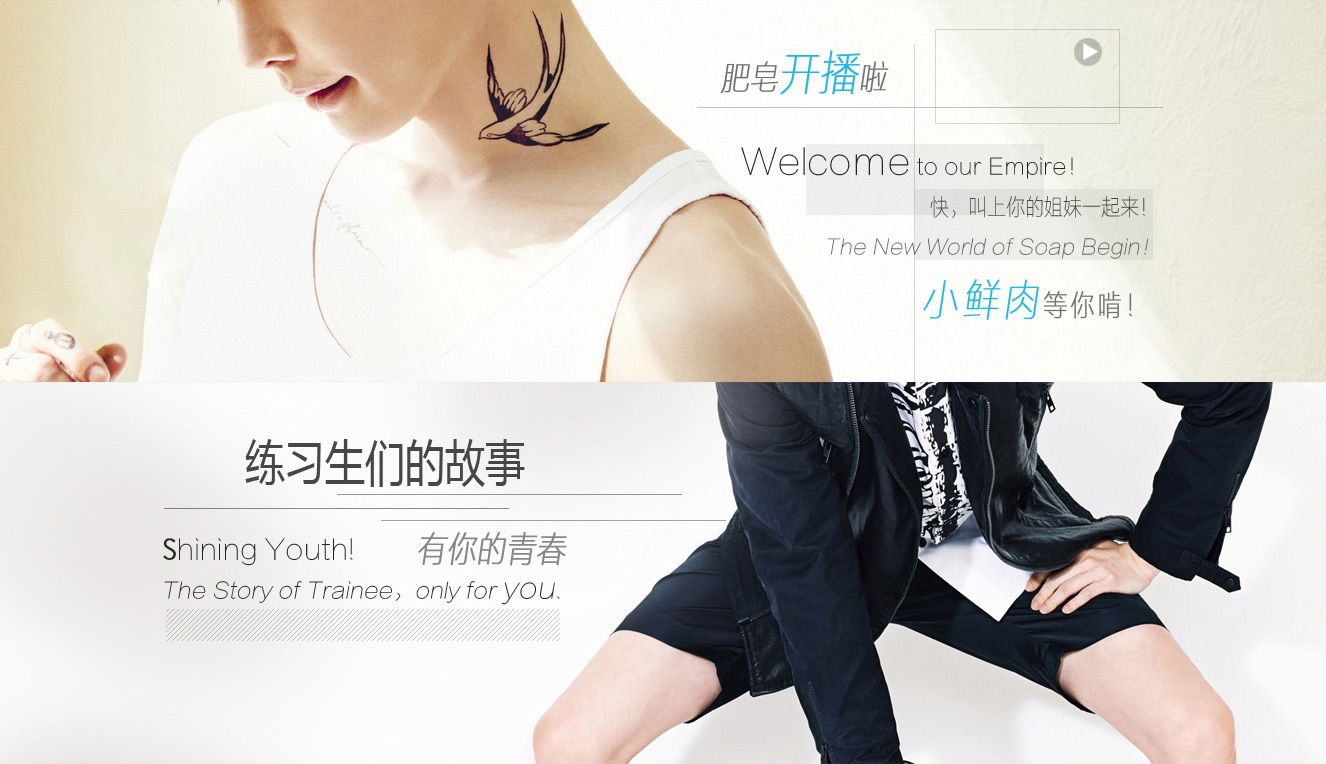 肥皂开播啦
Welcome to our Empire!
快，叫上你的姐妹一起来!
The New World of Soap Begin!
小鲜肉等你啃!
练习生们的故事
Shining Youth! 有你的青春
The Story of Trainee，only for YOU、